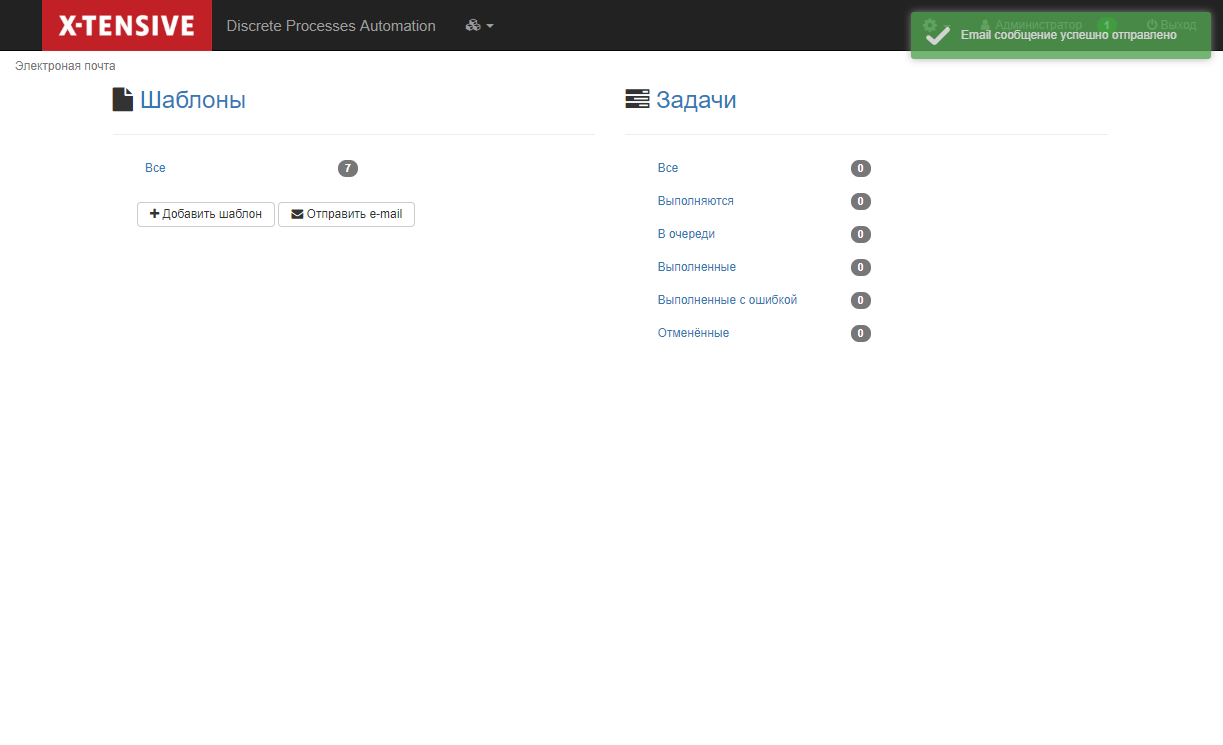 X-TENSIVE Discrete Processes Automation Администратор 1 Выход
Email сообщение успешно отправлено
Электроная почта
Шаблоны
Все 7
Добавить шаблон Отправить e-mail
Задачи
Все 0
Выполняются 0
В очереди 0
Выполненные 0
Выполненные с ошибкой 0
Отменённые 0